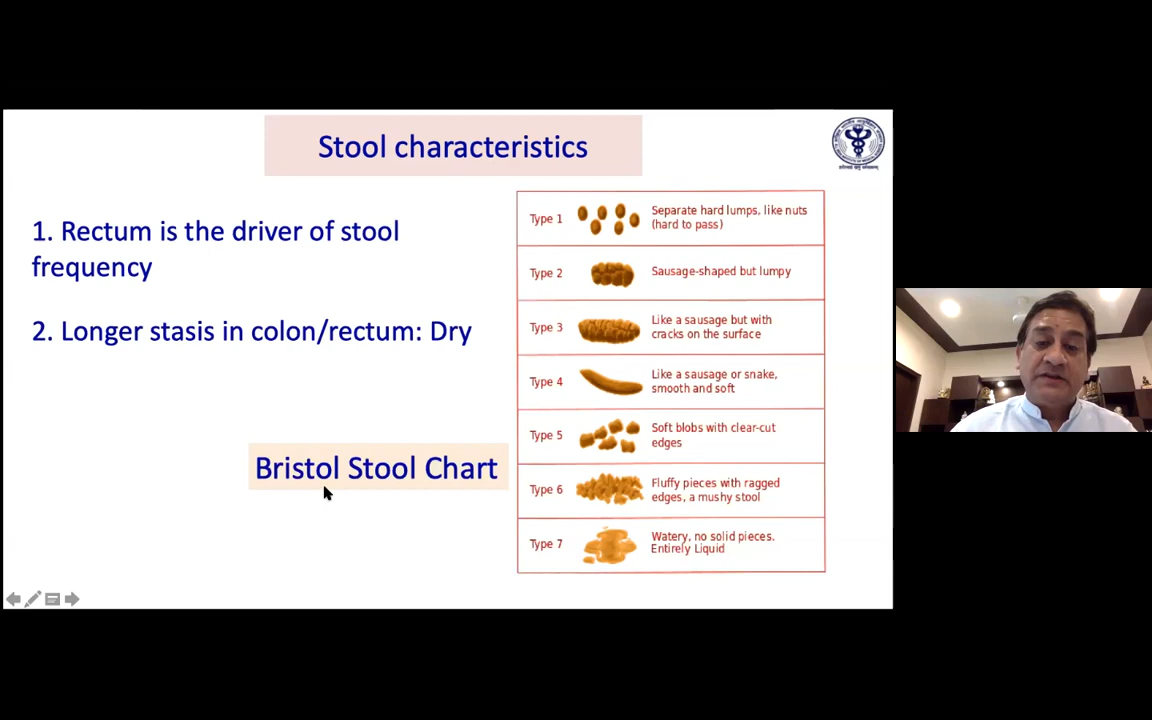 Stool characteristics
1. Rectum is the driver of stool
frequency
2. Longer stasis in colon/rectum: Dry
Bristol Stool Chart
Type 1
Separate hard lumps, like nuts
(hard to pass)
Type 2
Sausage-shaped but lumpy
Type 3
Like a sausage but with
cracks on the surface
Type 4
Like a sausage or snake,
smooth and soft
Type 5
Soft blobs with clear-cut
edges
Type 6
Fluffy pieces with ragged
edges, a mushy stool
Type 7
Watery, no solid pieces.
Entirely Liquid